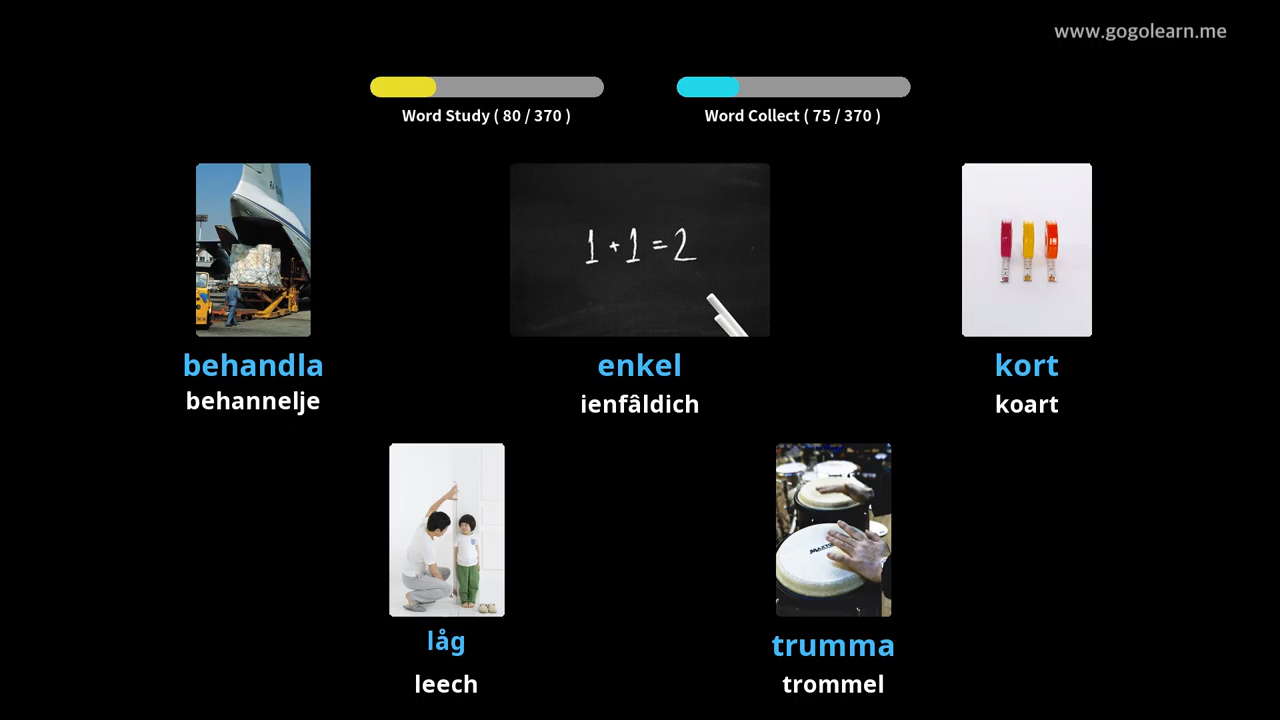 www.gogolearn.me
Word Study ( 80 / 370 )
Word Collect ( 75 / 370 )
1 + 1 = 2
behandla
behannelje
enkel
ienfâldich
kort
koart
låg
leech
trumma
trommel